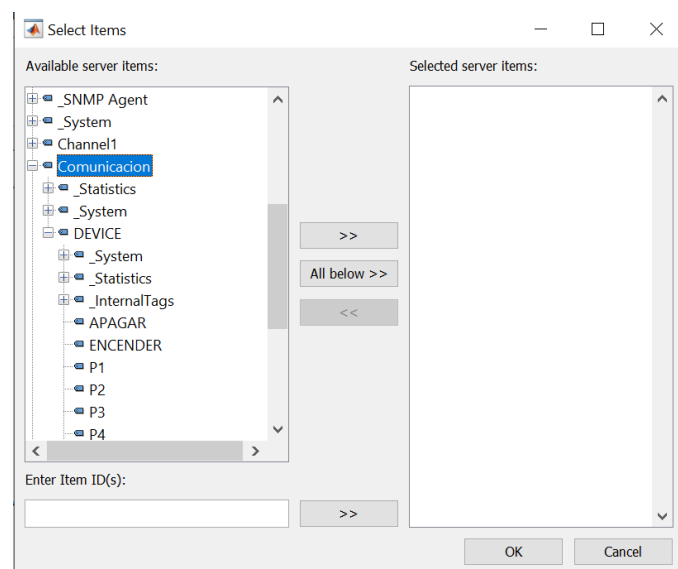 Select Items
Available server items:
Selected server items:
_SNMP Agent
_System
Channel1
Comunicacion
_Statistics
_System
DEVICE
_System
_Statistics
_InternalTags
APAGAR
ENCENDER
P1
P2
P3
P4
>>
All below >>
<<
Enter Item ID(s):
>>
OK
Cancel